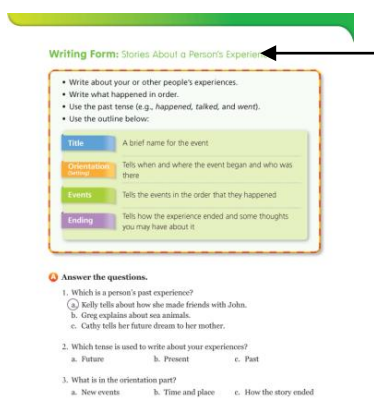 Writing Form: Stories About a Person's Experien
• Write about your or other people's experiences.
• Write what happened in order.
• Use the past tense (e.g., happened, talked, and went).
• Use the outline below:
Title A brief name for the event
Orientation (Setting) Tells when and where the event began and who was
there
Events Tells the events in the order that they happened
Ending Tells how the experience ended and some thoughts
you may have about it
A Answer the questions.
1. Which is a person's past experience?
a. Kelly tells about how she made friends with John.
b. Greg explains about sea animals.
c. Cathy tells her future dream to her mother.
2. Which tense is used to write about your experiences?
a. Future b. Present c. Past
3. What is in the orientation part?
a. New events b. Time and place c. How the story ended